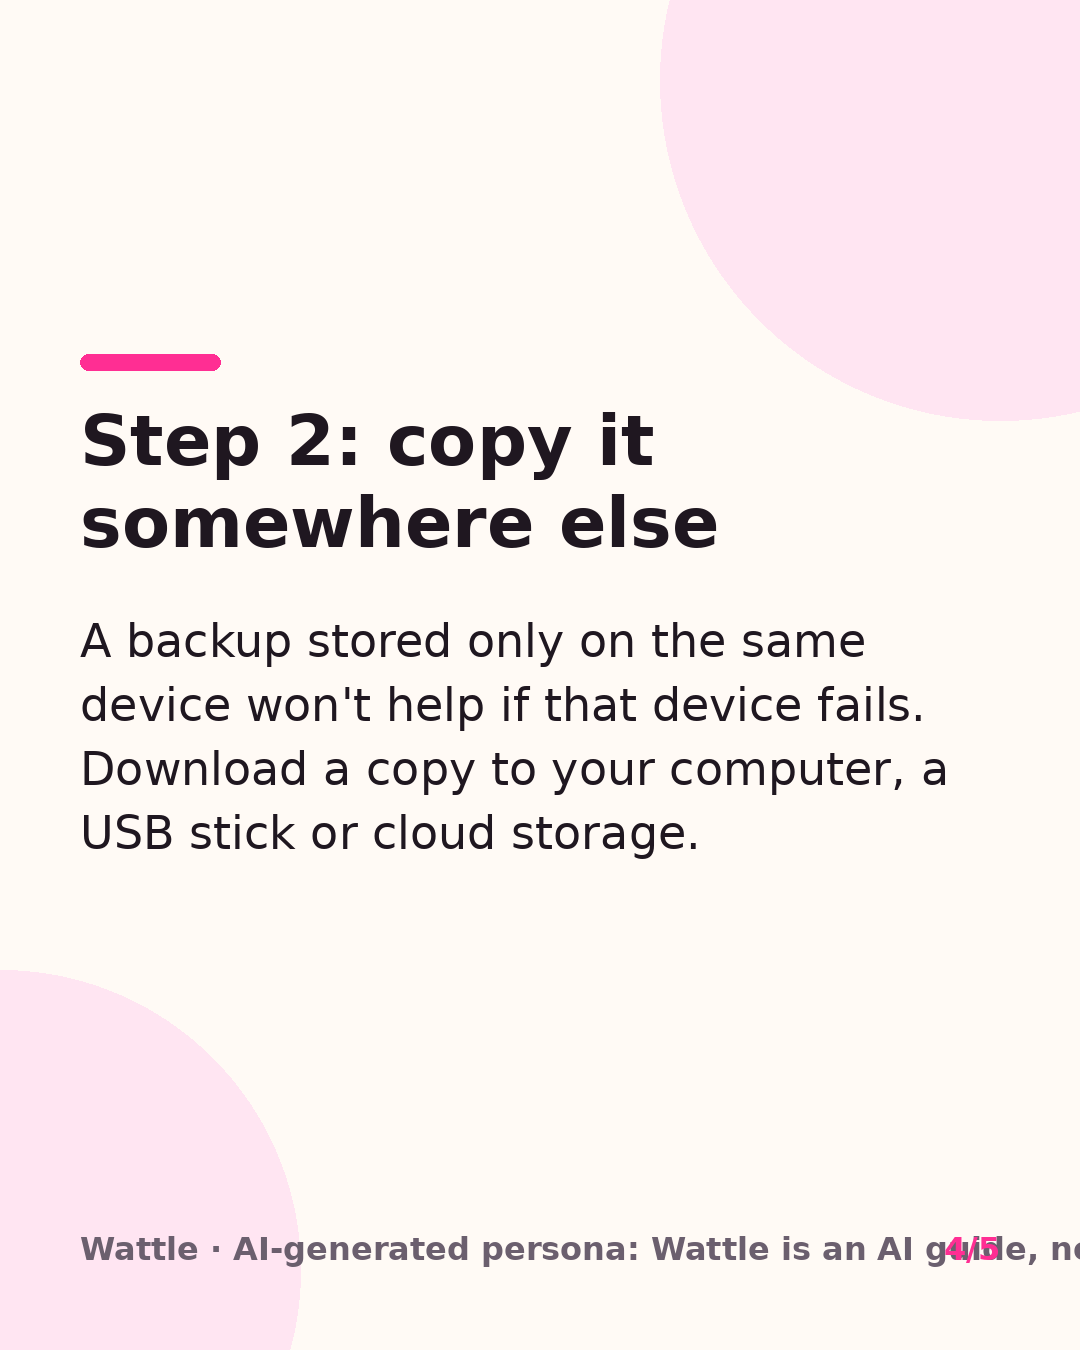 Step 2: copy it
somewhere else
A backup stored only on the same
device won't help if that device fails.
Download a copy to your computer, a
USB stick or cloud storage.
Wattle · AI-generated persona: Wattle is an AI guide,
4/5